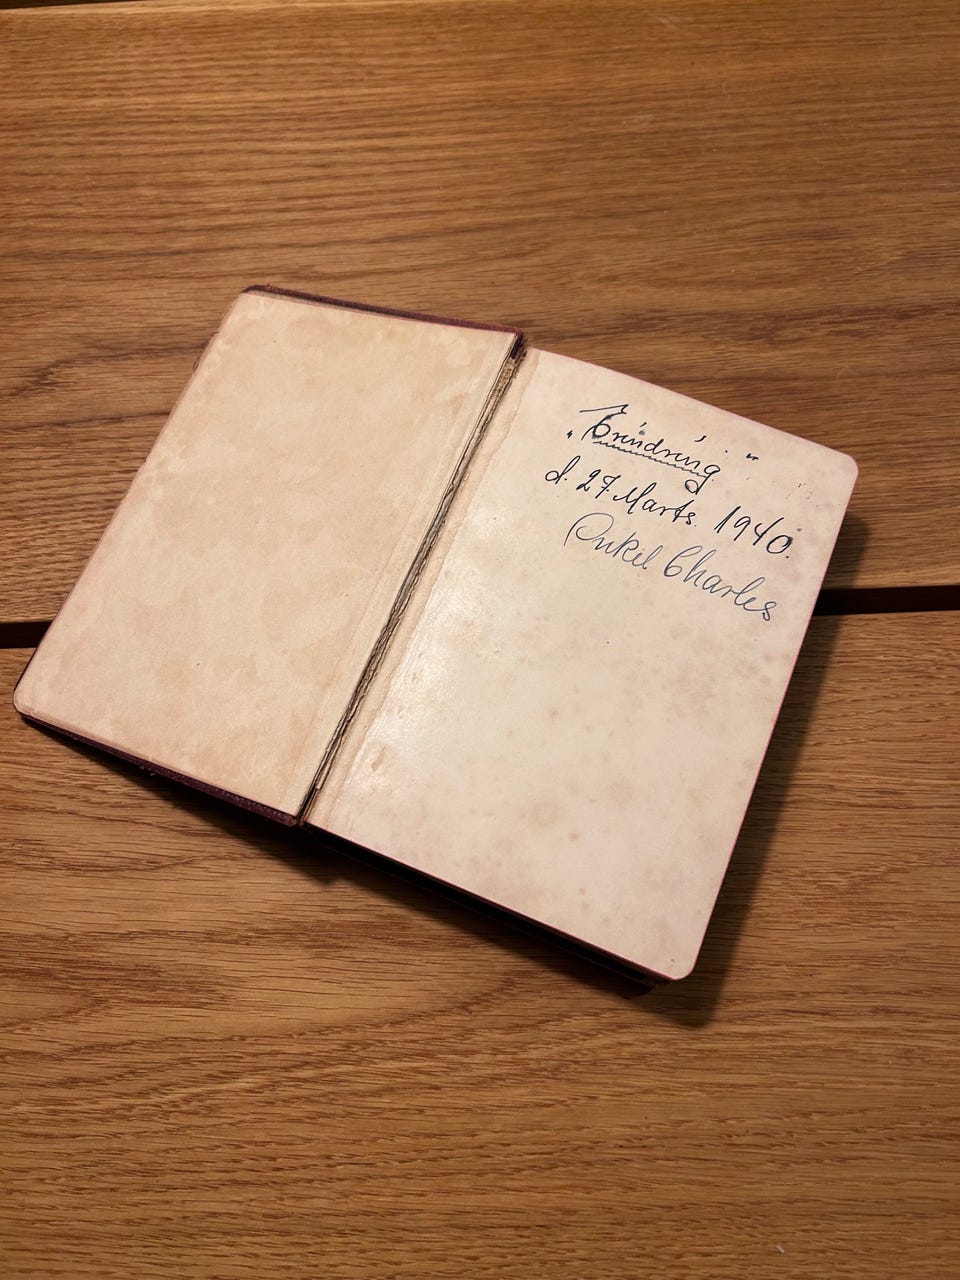 „Erindring"
d. 27 Marts. 1940.
Onkel Charles